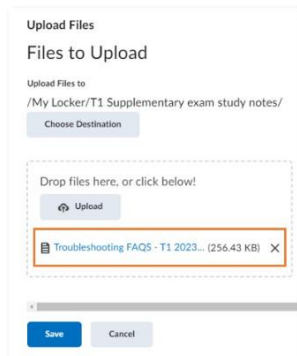 Upload Files
Files to Upload
Upload Files to
/My Locker/T1 Supplementary exam study notes/
Choose Destination
Drop files here, or click below!
Upload
Troubleshooting FAQS - T1 2023... (256.43 KB) X
Save Cancel